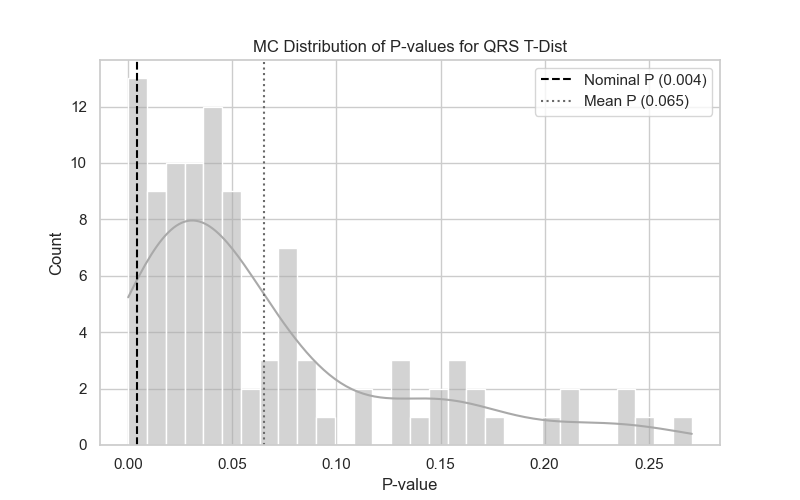 MC Distribution of P-values for QRS T-Dist
Nominal P (0.004)
Mean P (0.065)
Count
12
10
8
6
4
2
0
0.00 0.05 0.10 0.15 0.20 0.25
P-value